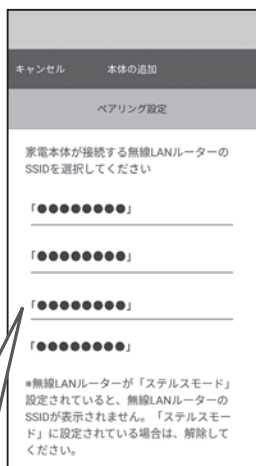 キャンセル 本体の追加
ペアリング設定
家電本体が接続する無線LANルーターの
SSIDを選択してください
「●●●●●●●●」
「●●●●●●●●」
「●●●●●●●●」
「●●●●●●●●」
※無線LANルーターが「ステルスモード」
設定されていると、無線LANルーターの
SSIDが表示されません。「ステルスモー
ド」に設定されている場合は、解除して
ください。